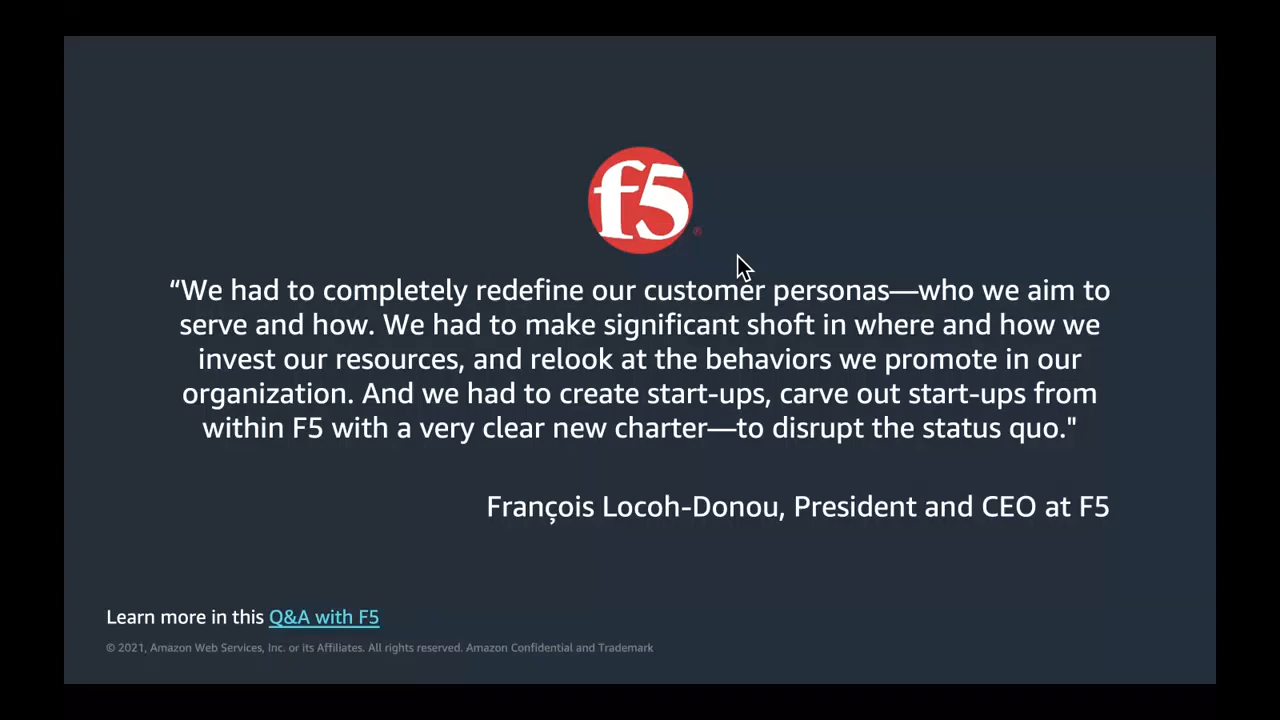 f5
®
“We had to completely redefine our customer personas—who we aim to
serve and how. We had to make significant shoft in where and how we
invest our resources, and relook at the behaviors we promote in our
organization. And we had to create start-ups, carve out start-ups from
within F5 with a very clear new charter—to disrupt the status quo."
François Locoh-Donou, President and CEO at F5
Learn more in this Q&A with F5
© 2021, Amazon Web Services, Inc. or its Affiliates. All rights reserved. Amazon Confidential and Trademark